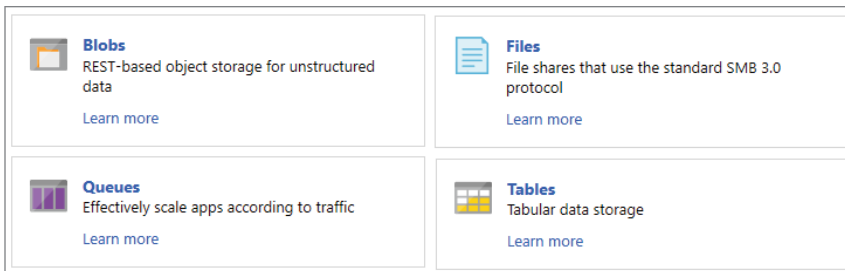 Blobs
REST-based object storage for unstructured
data
Learn more
Files
File shares that use the standard SMB 3.0
protocol
Learn more
Queues
Effectively scale apps according to traffic
Learn more
Tables
Tabular data storage
Learn more